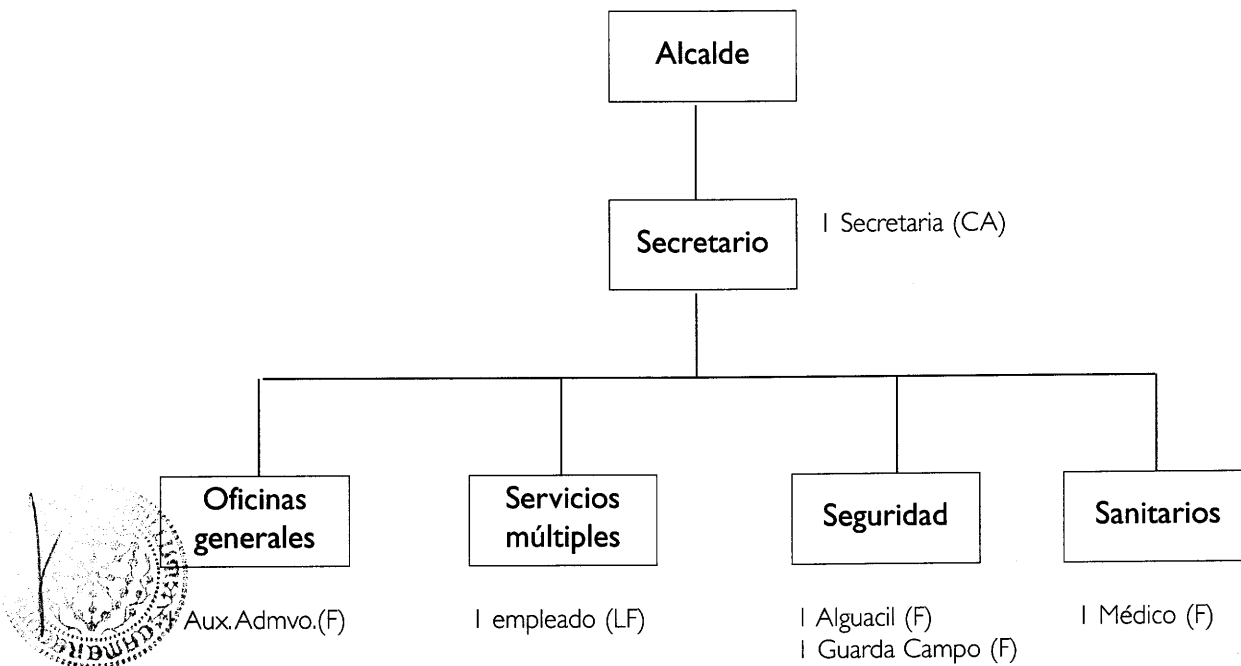 Alcalde
Secretario
1 Secretaria (CA)
Oficinas
generales
Servicios
múltiples
Seguridad
Sanitarios
Aux. Admvo. (F)
1 empleado (LF)
1 Alguacil (F)
1 Guarda Campo (F)
1 Médico (F)